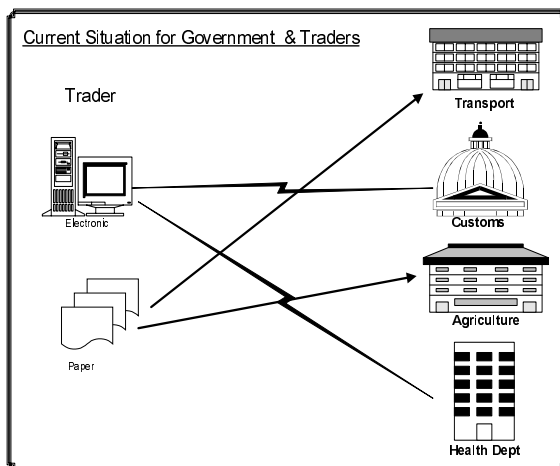 Current Situation for Government & Traders
Trader
Electronic
Paper
Transport
Customs
Agriculture
Health Dept